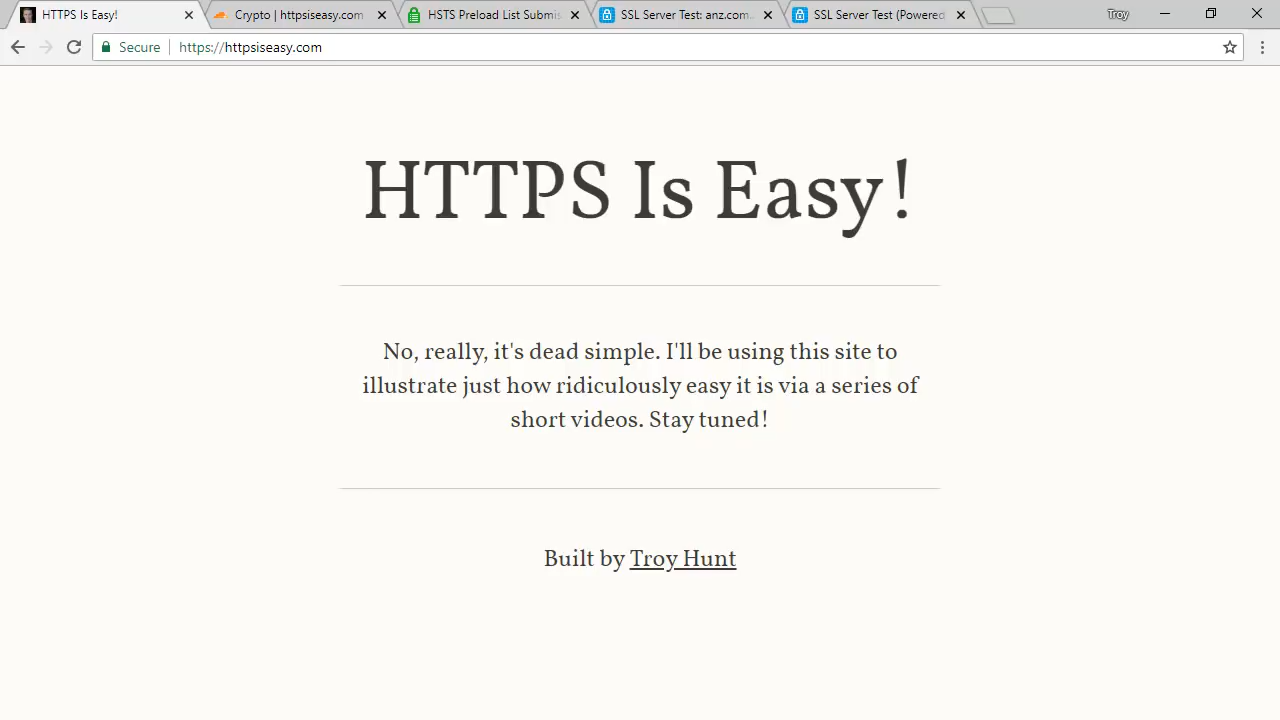 HTTPS Is Easy!
Crypto | httpsiseasy.com
HSTS Preload List Submis
SSL Server Test: anz.com
SSL Server Test (Powered
Troy
Secure
https://httpsiseasy.com
HTTPS Is Easy!
No, really, it's dead simple. I'll be using this site to
illustrate just how ridiculously easy it is via a series of
short videos. Stay tuned!
Built by Troy Hunt